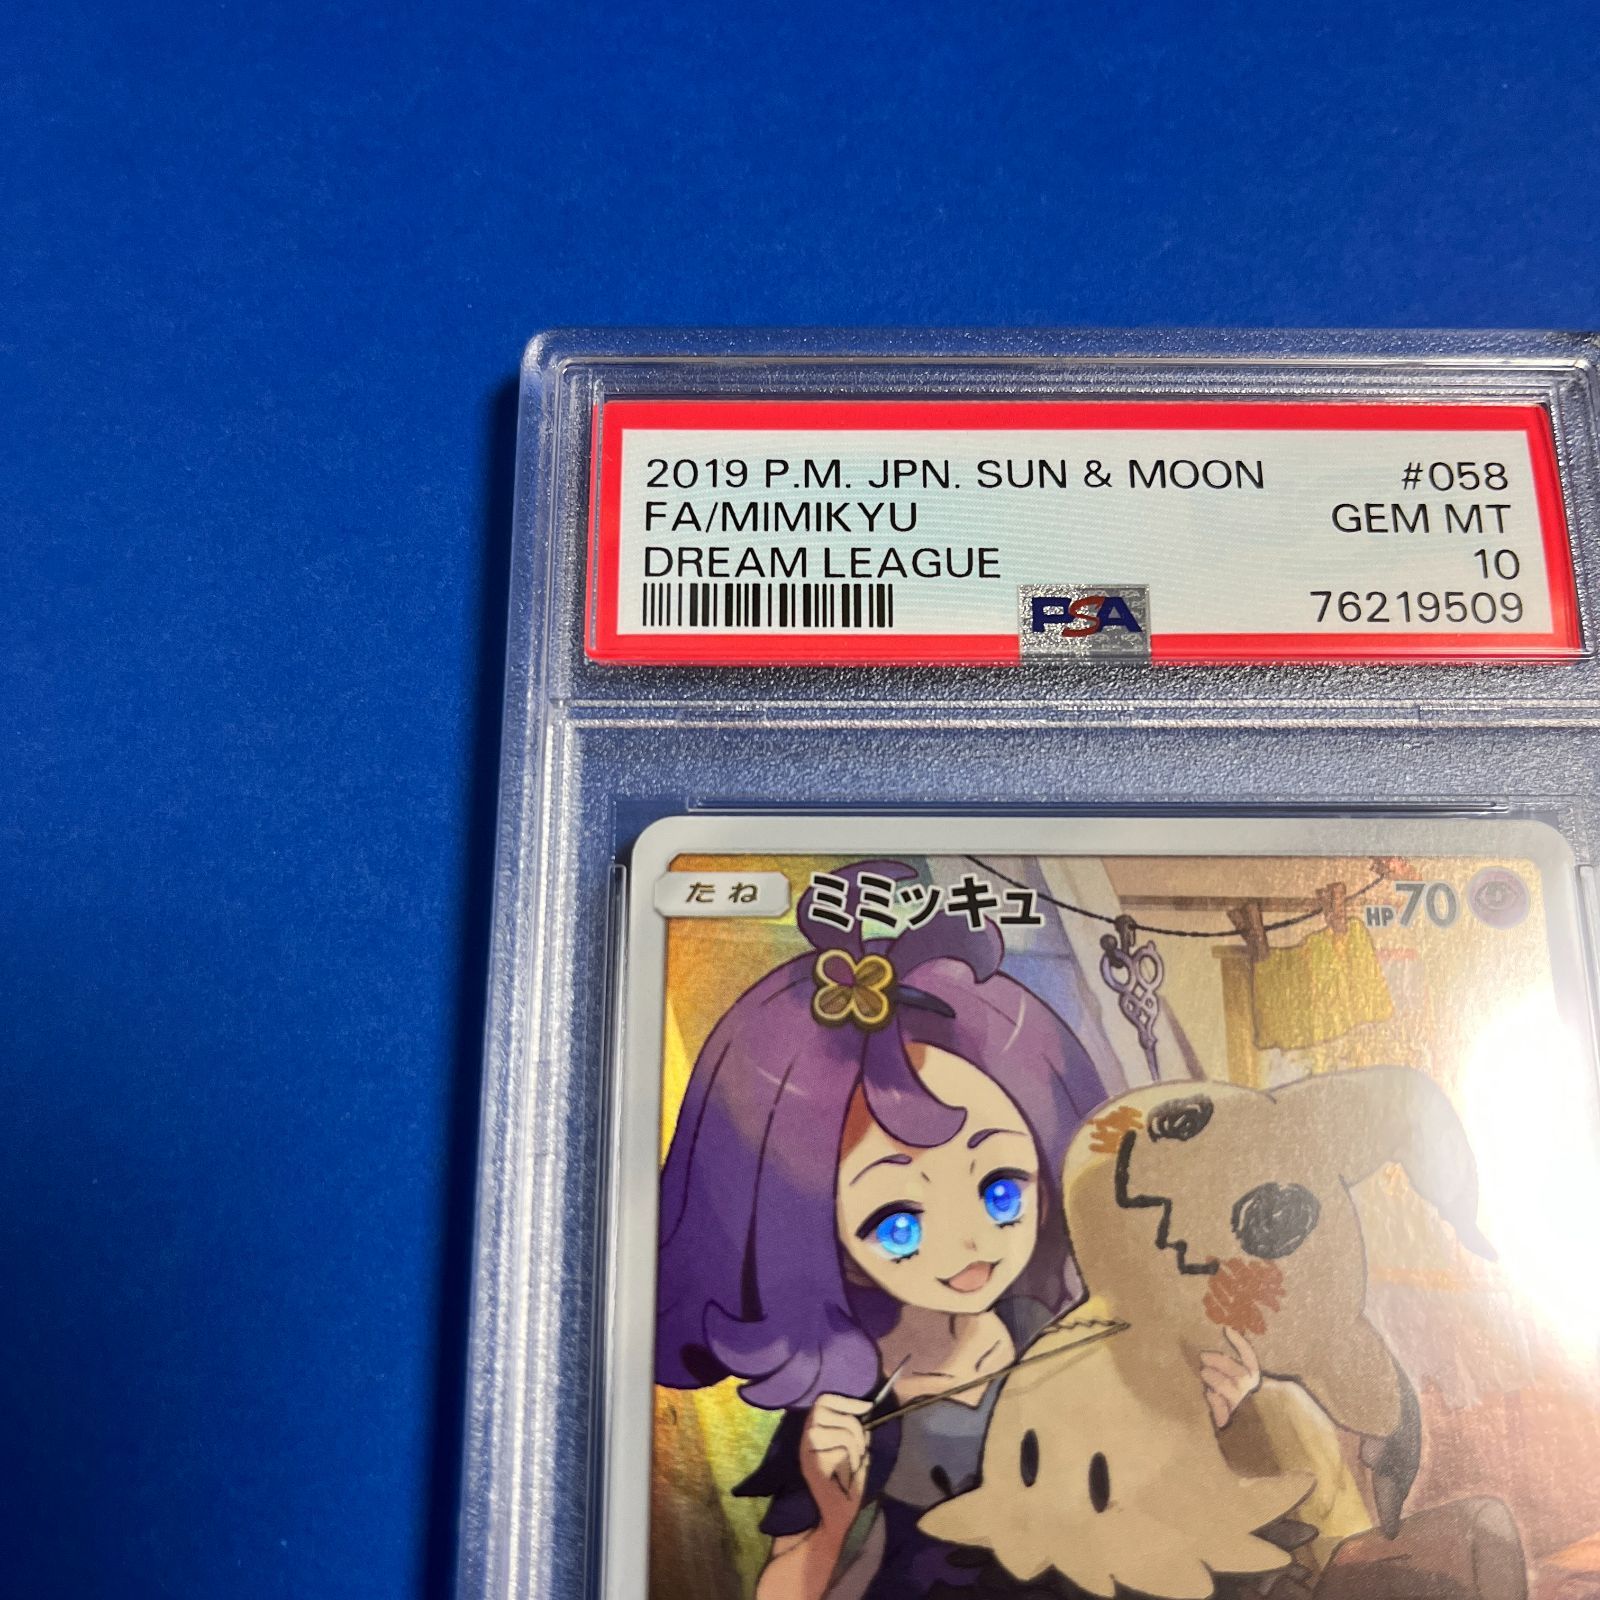 2019 P.M. JPN. SUN & MOON #058
FA/MIMIKYU GEM MT
DREAM LEAGUE 10
PSA 76219509
たね ミミッキュ HP70